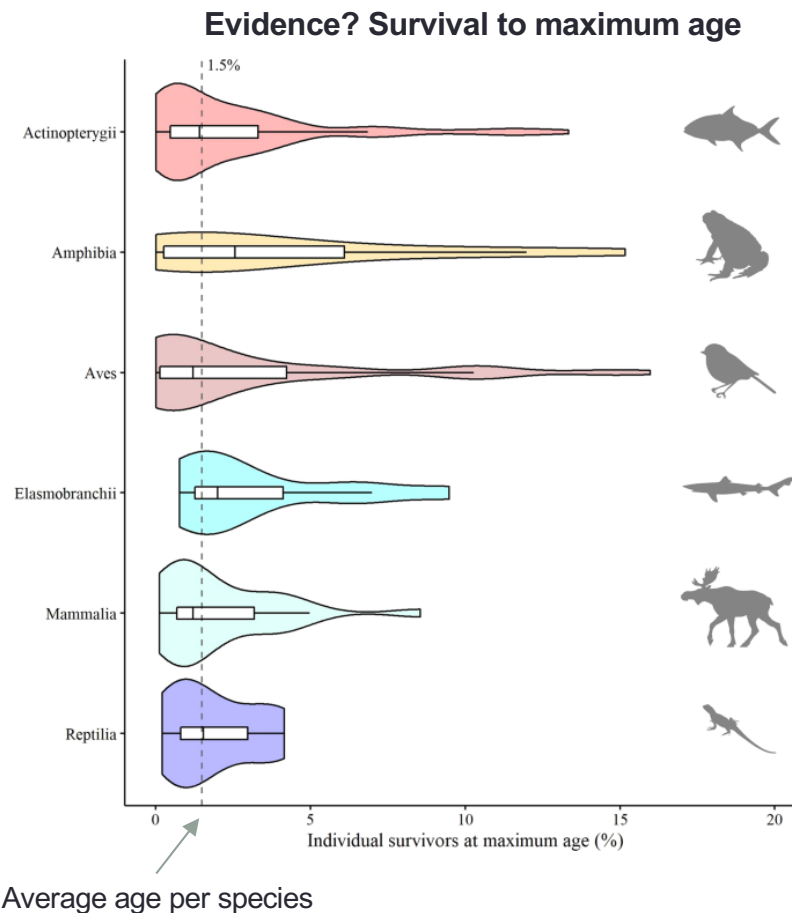 Evidence? Survival to maximum age
1.5%
Actinopterygii
Amphibia
Aves
Elasmobranchii
Mammalia
Reptilia
0 5 10 15 20
Individual survivors at maximum age (%)
Average age per species